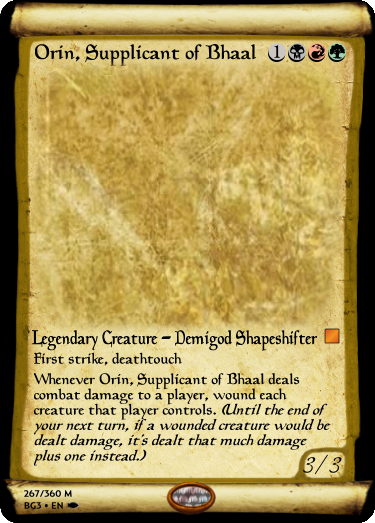 Orin, Supplicant of Bhaal 1
Legendary Creature – Demigod Shapeshifter
First strike, deathtouch
Whenever Orin, Supplicant of Bhaal deals
combat damage to a player, wound each
creature that player controls. (Until the end of
your next turn, if a wounded creature would be
dealt damage, it's dealt that much damage
plus one instead.)
3/3
267/360 M
BG3 • EN